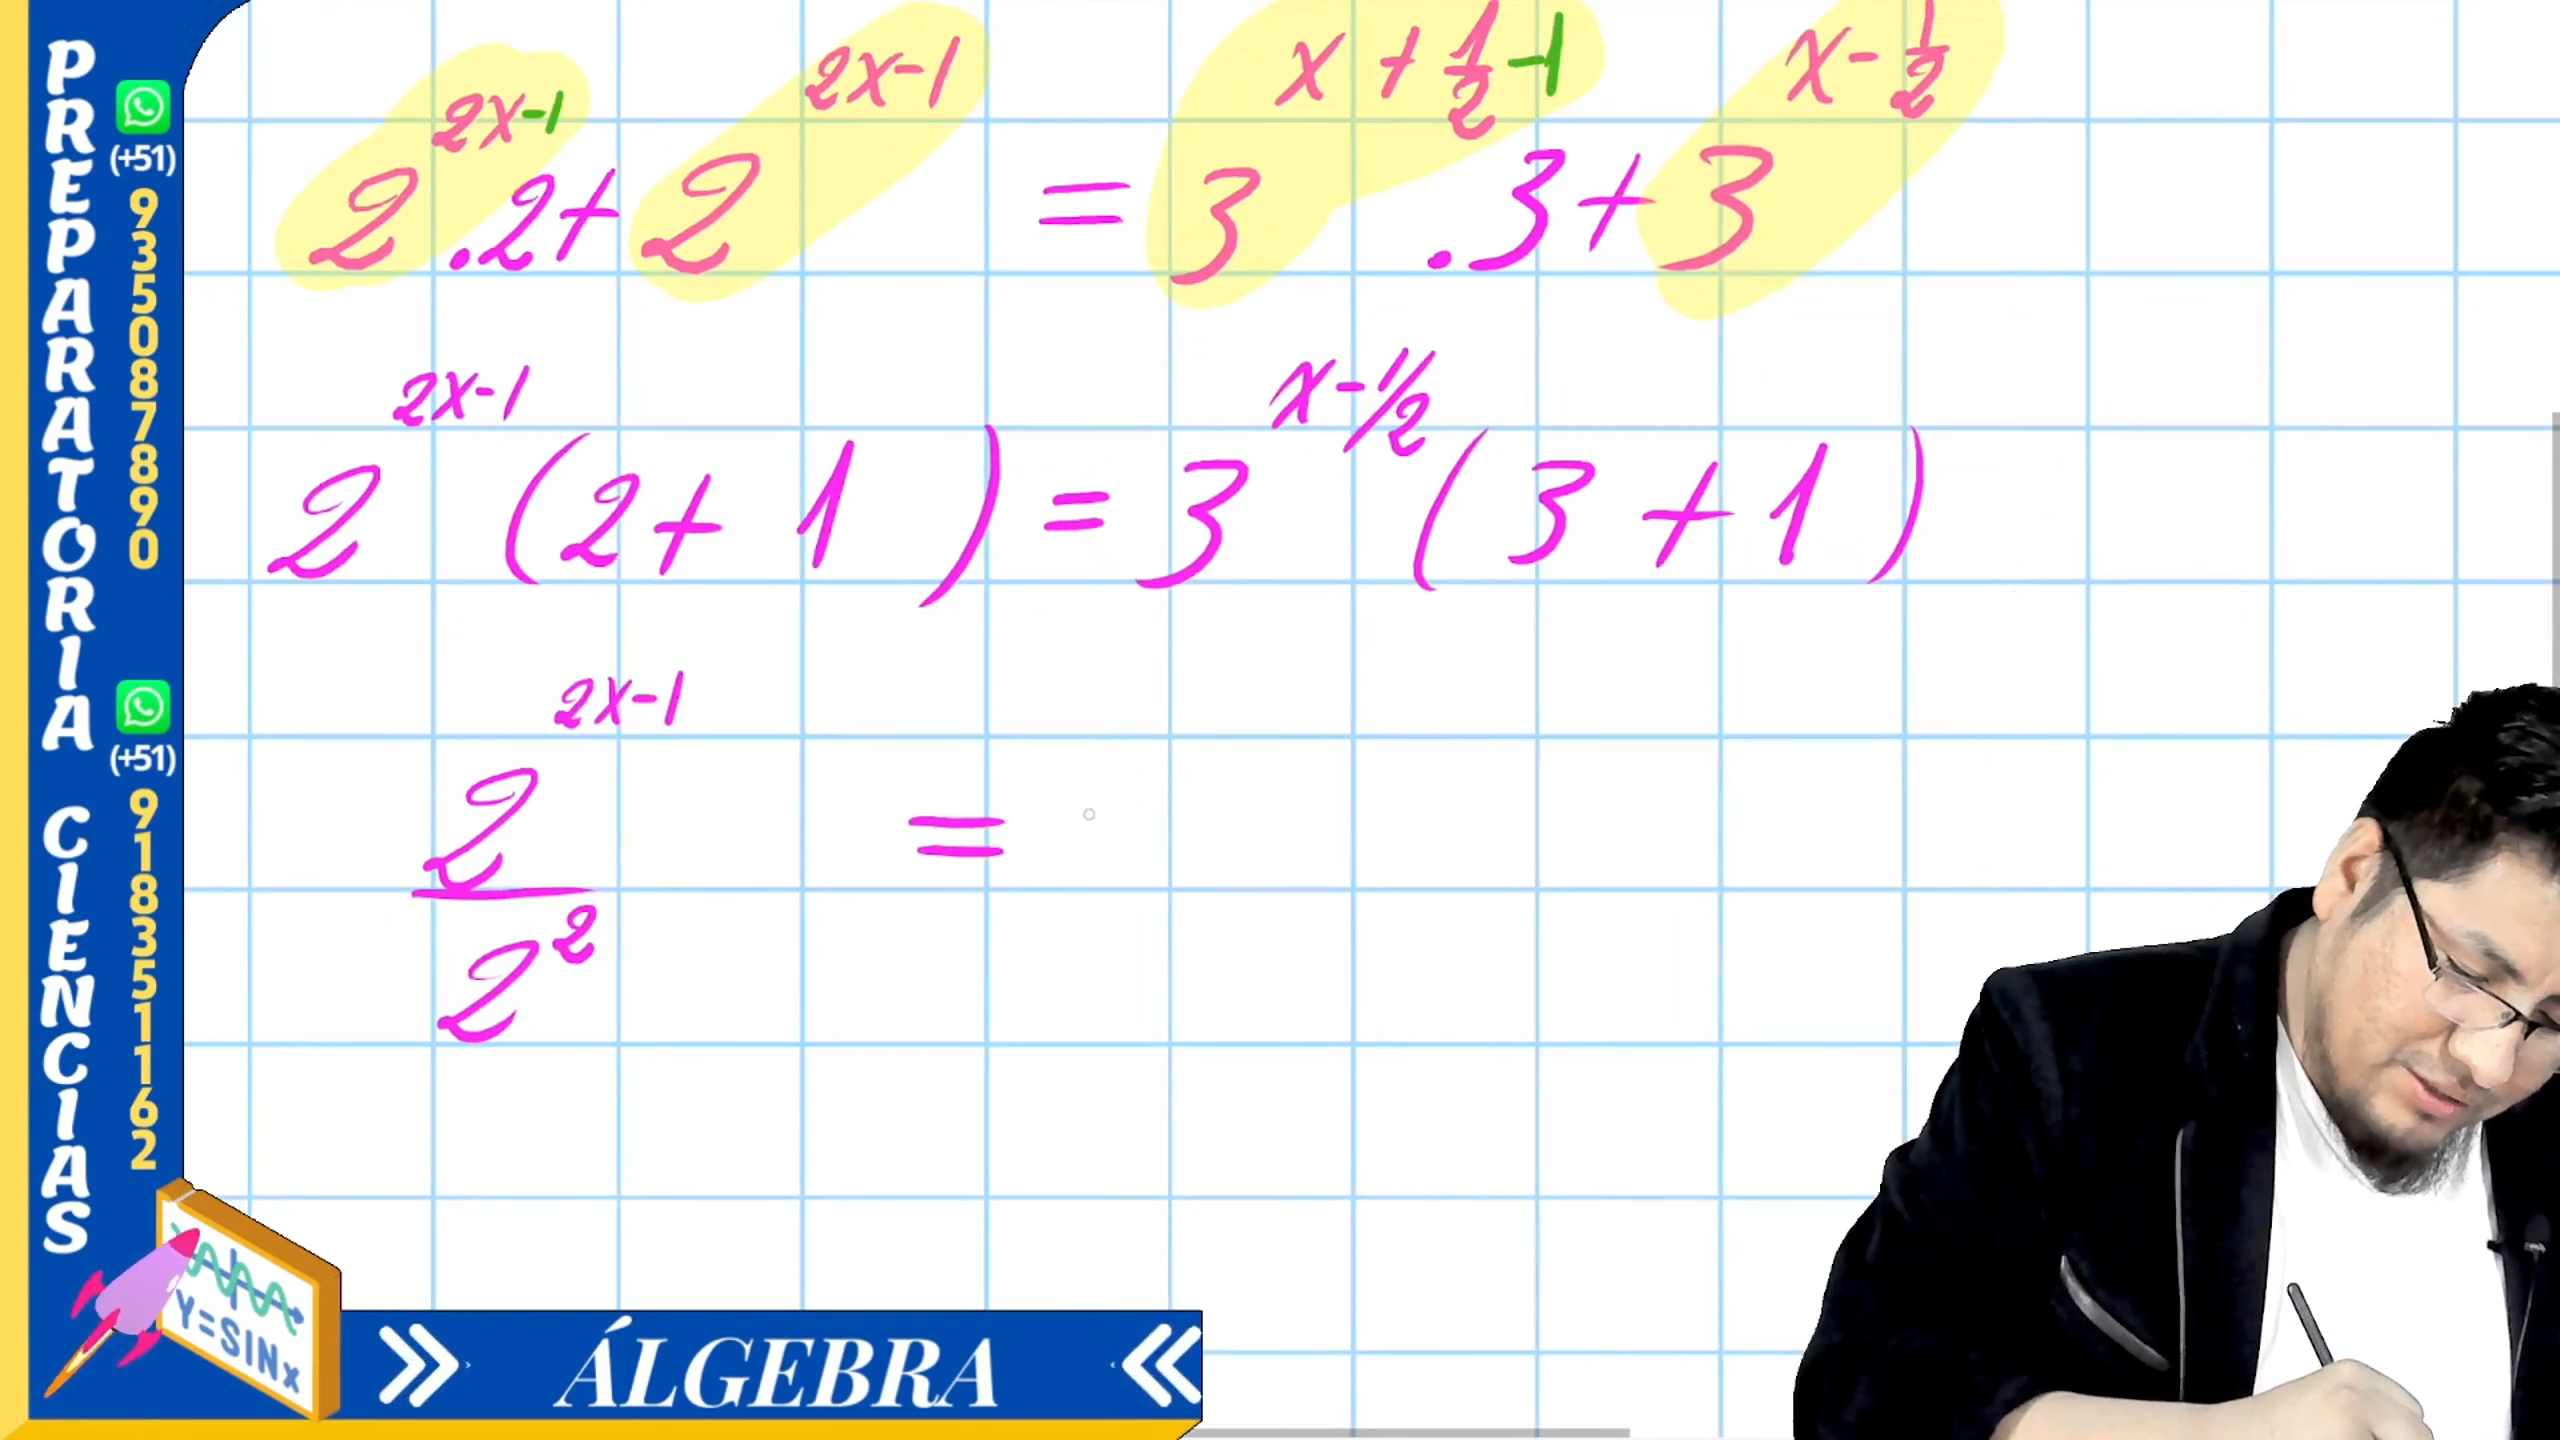 PREPARATORIA CIENCIAS
(+51) 935087890
(+51) 918351162
2^{2x-1} . 2 + 2^{2x-1} = 3^{x + 1/2 - 1} . 3 + 3^{x - 1/2}
2^{2x-1} (2 + 1) = 3^{x - 1/2} (3 + 1)
2^{2x-1} / 2^2 =
Y=SINx
ÁLGEBRA